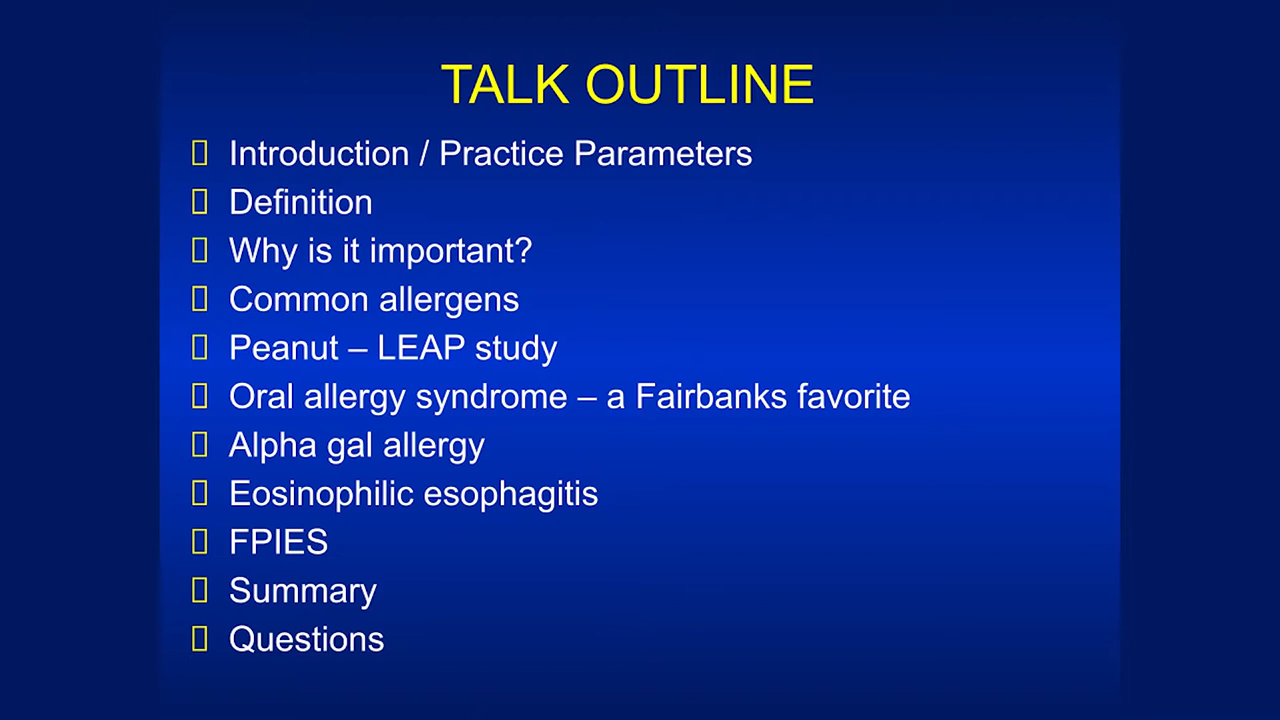 TALK OUTLINE
Introduction / Practice Parameters
Definition
Why is it important?
Common allergens
Peanut – LEAP study
Oral allergy syndrome – a Fairbanks favorite
Alpha gal allergy
Eosinophilic esophagitis
FPIES
Summary
Questions